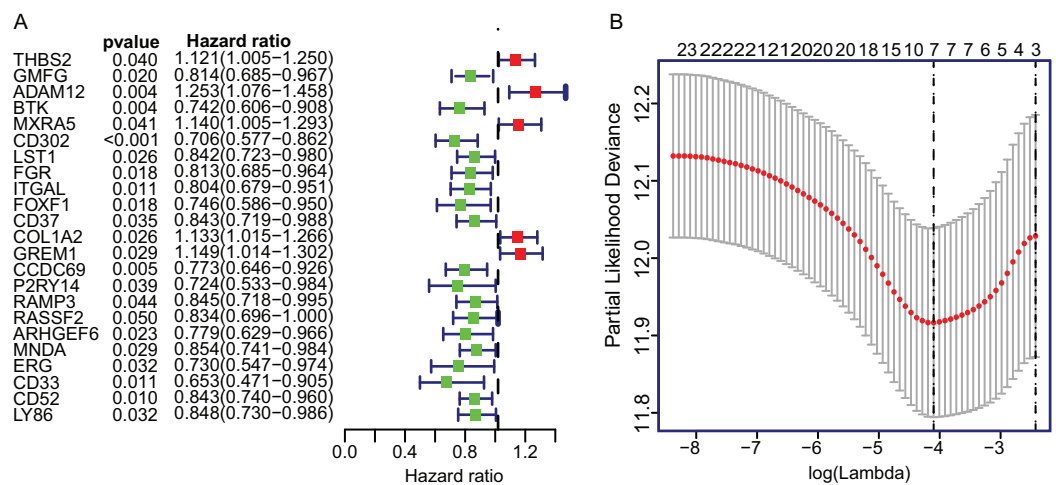 A
pvalue Hazard ratio
THBS2 0.040 1.121(1.005−1.250)
GMFG 0.020 0.814(0.685−0.967)
ADAM12 0.004 1.253(1.076−1.458)
BTK 0.004 0.742(0.606−0.908)
MXRA5 0.041 1.140(1.005−1.293)
CD302 <0.001 0.706(0.577−0.862)
LST1 0.026 0.842(0.723−0.980)
FGR 0.018 0.813(0.685−0.964)
ITGAL 0.011 0.804(0.679−0.951)
FOXF1 0.018 0.746(0.586−0.950)
CD37 0.035 0.843(0.719−0.988)
COL1A2 0.026 1.133(1.015−1.266)
GREM1 0.029 1.149(1.014−1.302)
CCDC69 0.005 0.773(0.646−0.926)
P2RY14 0.039 0.724(0.533−0.984)
RAMP3 0.044 0.845(0.718−0.995)
RASSF2 0.050 0.834(0.696−1.000)
ARHGEF6 0.023 0.779(0.629−0.966)
MNDA 0.029 0.854(0.741−0.984)
ERG 0.032 0.730(0.547−0.974)
CD33 0.011 0.653(0.471−0.905)
CD52 0.010 0.843(0.740−0.960)
LY86 0.032 0.848(0.730−0.986)
0.0 0.4 0.8 1.2
Hazard ratio
B
23 22 22 22 21 21 20 20 20 18 15 10 7 7 7 6 5 4 3
Partial Likelihood Deviance
12.2
12.1
12.0
11.9
11.8
−8 −7 −6 −5 −4 −3
log(Lambda)